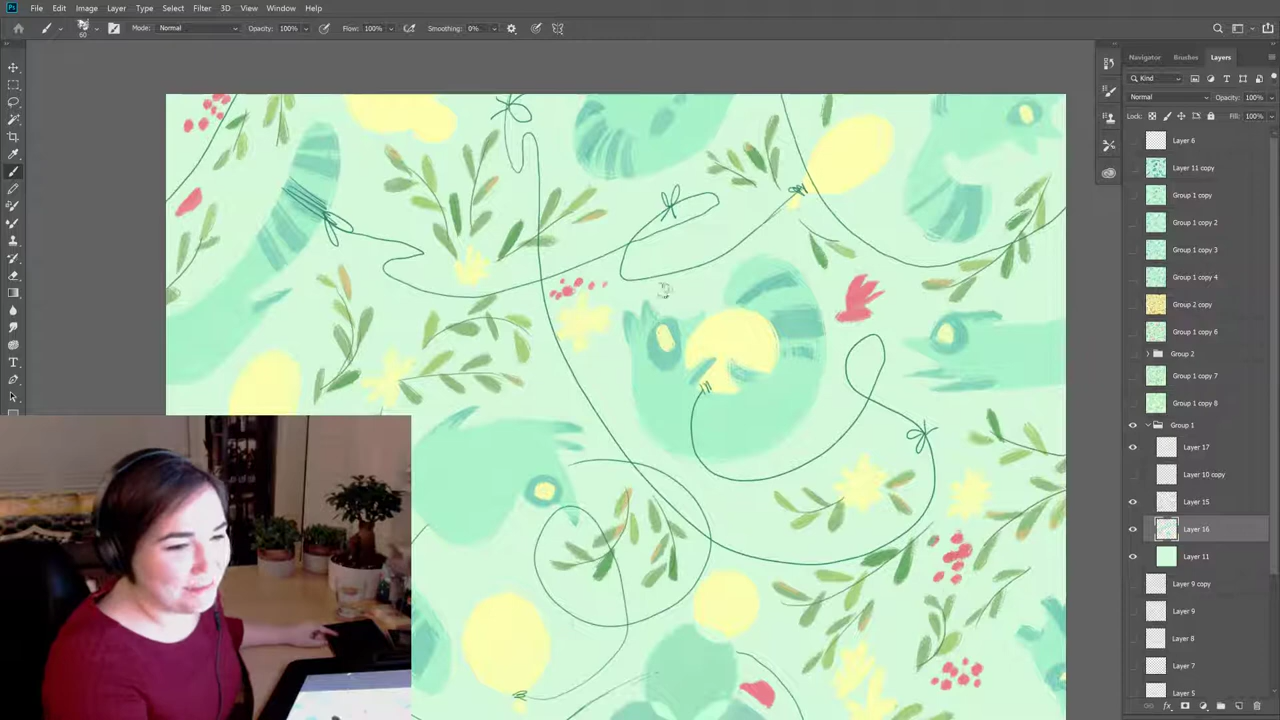 Ps File Edit Image Layer Type Select Filter 3D View Window Help
60 Mode: Normal Opacity: 100% Flow: 100% Smoothing: 0%
Navigator Brushes Layers
Kind
Normal Opacity: 100%
Lock: Fill: 100%
Layer 6
Layer 11 copy
Group 1 copy
Group 1 copy 2
Group 1 copy 3
Group 1 copy 4
Group 2 copy
Group 1 copy 6
Group 2
Group 1 copy 7
Group 1 copy 8
Group 1
Layer 17
Layer 10 copy
Layer 15
Layer 16
Layer 11
Layer 9 copy
Layer 9
Layer 8
Layer 7
Layer 5
fx